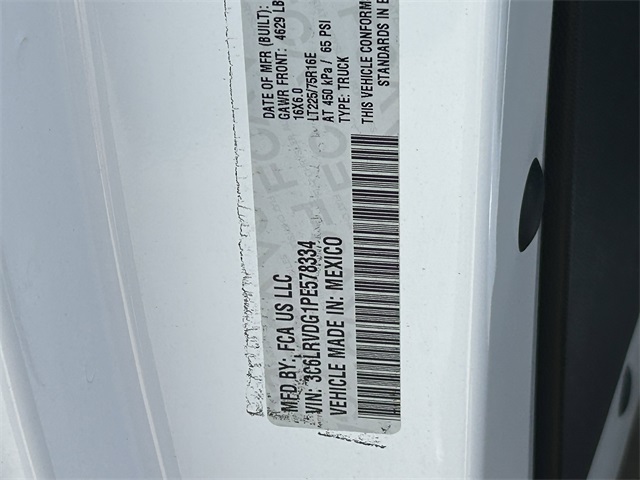 MFD BY: FCA US LLC
VIN: 3C6LRVDG1PE578334
VEHICLE MADE IN: MEXICO
DATE OF MFR (BUILT):
GAWR FRONT: 4629 LB
16X6.0
LT225/75R16E
AT 450 kPa / 65 PSI
TYPE: TRUCK
THIS VEHICLE CONFORM
STANDARDS IN E